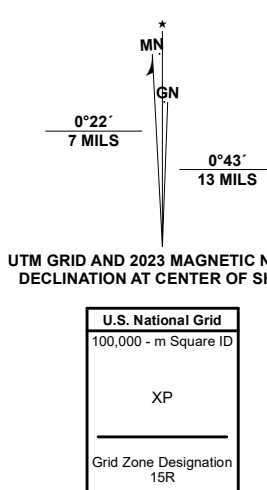 ★
MN
GN
0°22´
7 MILS
0°43´
13 MILS
UTM GRID AND 2023 MAGNETIC N
DECLINATION AT CENTER OF SH
U.S. National Grid
100,000 - m Square ID
XP
Grid Zone Designation
15R